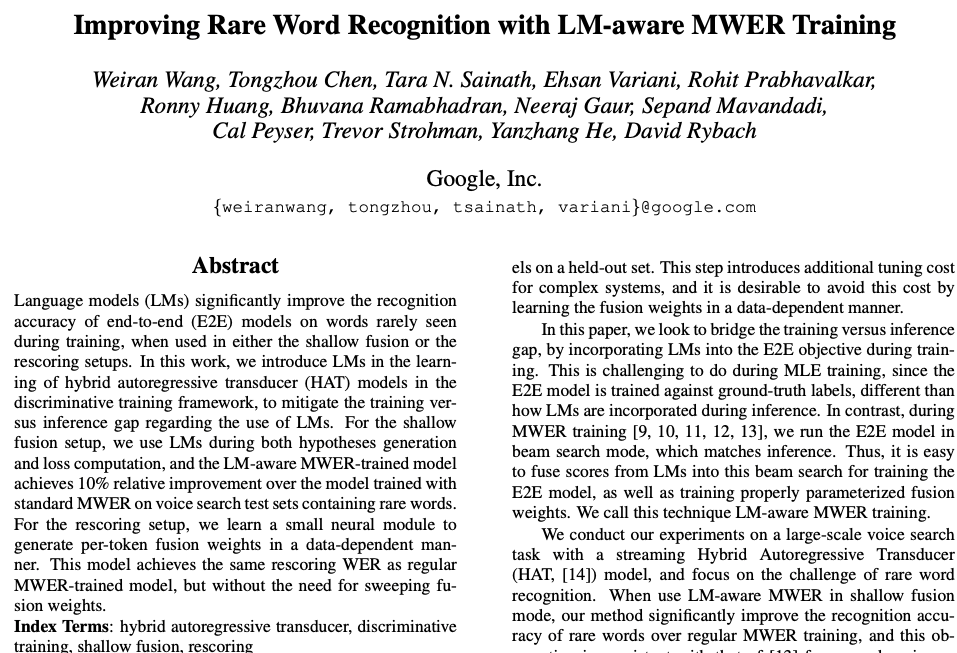 Improving Rare Word Recognition with LM-aware MWER Training
Weiran Wang, Tongzhou Chen, Tara N. Sainath, Ehsan Variani, Rohit Prabhavalkar,
Ronny Huang, Bhuvana Ramabhadran, Neeraj Gaur, Sepand Mavandadi,
Cal Peyser, Trevor Strohman, Yanzhang He, David Rybach
Google, Inc.
{weiranwang, tongzhou, tsainath, variani}@google.com
Abstract
Language models (LMs) significantly improve the recognition
accuracy of end-to-end (E2E) models on words rarely seen
during training, when used in either the shallow fusion or the
rescoring setups. In this work, we introduce LMs in the learn-
ing of hybrid autoregressive transducer (HAT) models in the
discriminative training framework, to mitigate the training ver-
sus inference gap regarding the use of LMs. For the shallow
fusion setup, we use LMs during both hypotheses generation
and loss computation, and the LM-aware MWER-trained model
achieves 10% relative improvement over the model trained with
standard MWER on voice search test sets containing rare words.
For the rescoring setup, we learn a small neural module to
generate per-token fusion weights in a data-dependent man-
ner. This model achieves the same rescoring WER as regular
MWER-trained model, but without the need for sweeping fu-
sion weights.
Index Terms: hybrid autoregressive transducer, discriminative
training, shallow fusion, rescoring
els on a held-out set. This step introduces additional tuning cost
for complex systems, and it is desirable to avoid this cost by
learning the fusion weights in a data-dependent manner.
In this paper, we look to bridge the training versus inference
gap, by incorporating LMs into the E2E objective during train-
ing. This is challenging to do during MLE training, since the
E2E model is trained against ground-truth labels, different than
how LMs are incorporated during inference. In contrast, during
MWER training [9, 10, 11, 12, 13], we run the E2E model in
beam search mode, which matches inference. Thus, it is easy
to fuse scores from LMs into this beam search for training the
E2E model, as well as training properly parameterized fusion
weights. We call this technique LM-aware MWER training.
We conduct our experiments on a large-scale voice search
task with a streaming Hybrid Autoregressive Transducer
(HAT, [14]) model, and focus on the challenge of rare word
recognition. When use LM-aware MWER in shallow fusion
mode, our method significantly improve the recognition accu-
racy of rare words over regular MWER training, and this ob-